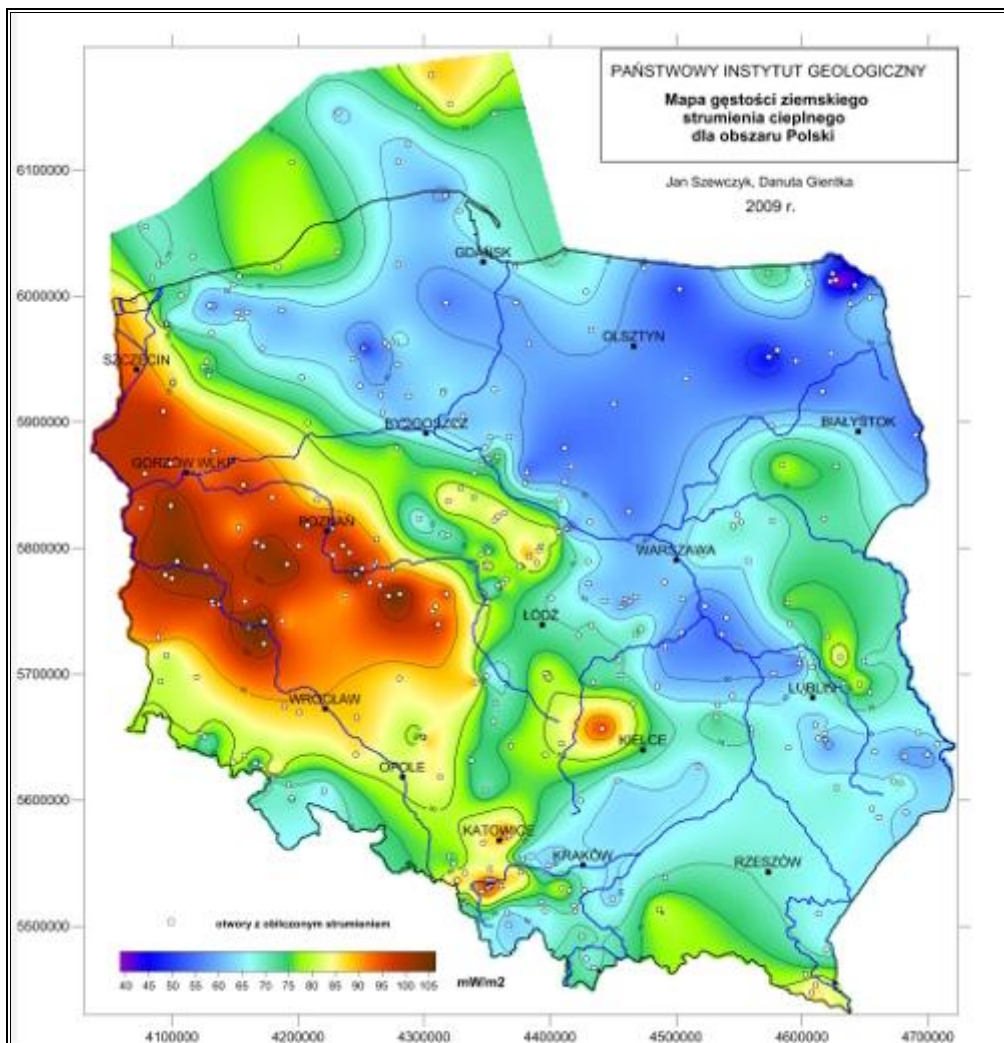 PAŃSTWOWY INSTYTUT GEOLOGICZNY
Mapa gęstości ziemskiego
strumienia cieplnego
dla obszaru Polski
Jan Szewczyk, Danuta Gientka
2009 r.
6100000
GDAŃSK
6000000
OLSZTYN
SZCZECIN
5900000
BYDGOSZCZ
BIAŁYSTOK
GORZÓW WLKP
POZNAŃ
5800000
WARSZAWA
ŁÓDŹ
5700000
LUBLIN
WROCŁAW
KIELCE
OPOLE
5600000
KATOWICE
KRAKÓW
RZESZÓW
5500000
otwory z obliczonym strumieniem
40 45 50 55 60 65 70 75 80 85 90 95 100 105 mW/m2
4100000 4200000 4300000 4400000 4500000 4600000 4700000